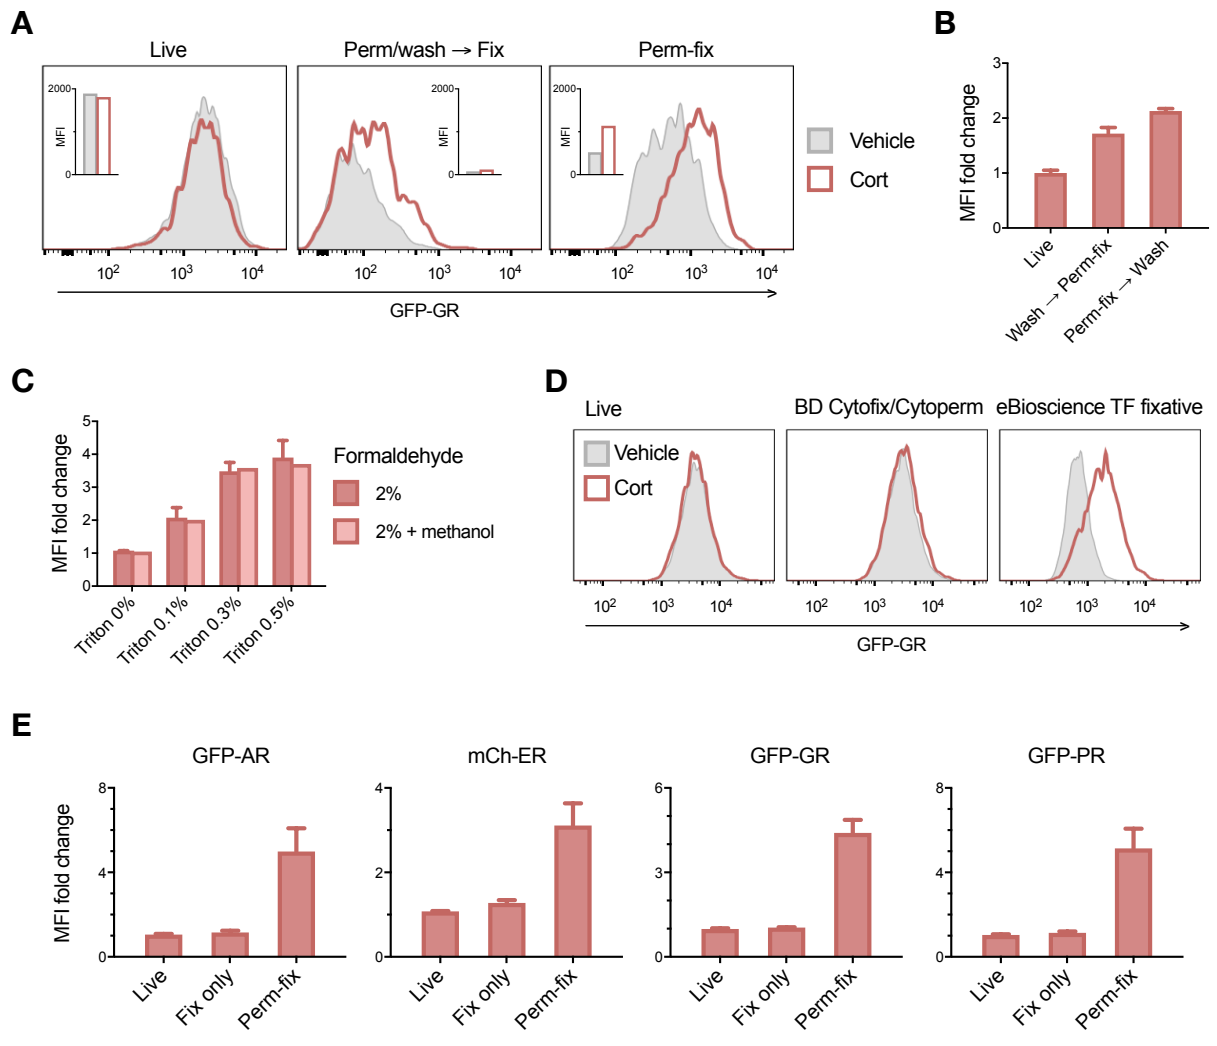 A
Live
Perm/wash → Fix
Perm-fix
2000
MFI
0
2000
MFI
0
2000
MFI
0
10² 10³ 10⁴
10² 10³ 10⁴
10² 10³ 10⁴
GFP-GR
Vehicle
Cort
B
MFI fold change
3
2
1
0
Live
Wash → Perm-fix
Perm-fix → Wash
C
MFI fold change
5
4
3
2
1
0
Triton 0%
Triton 0.1%
Triton 0.3%
Triton 0.5%
Formaldehyde
2%
2% + methanol
D
Live
BD Cytofix/Cytoperm
eBioscience TF fixative
Vehicle
Cort
10² 10³ 10⁴
10² 10³ 10⁴
10² 10³ 10⁴
GFP-GR
E
MFI fold change
GFP-AR
8
4
0
Live
Fix only
Perm-fix
mCh-ER
4
2
0
Live
Fix only
Perm-fix
GFP-GR
6
3
0
Live
Fix only
Perm-fix
GFP-PR
8
4
0
Live
Fix only
Perm-fix